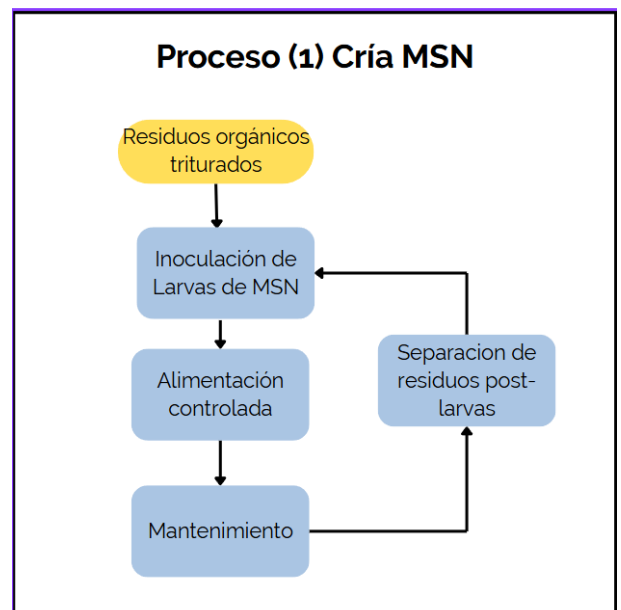 Proceso (1) Cría MSN
Residuos orgánicos
triturados
Inoculación de
Larvas de MSN
Alimentación
controlada
Mantenimiento
Separacion de
residuos post-
larvas